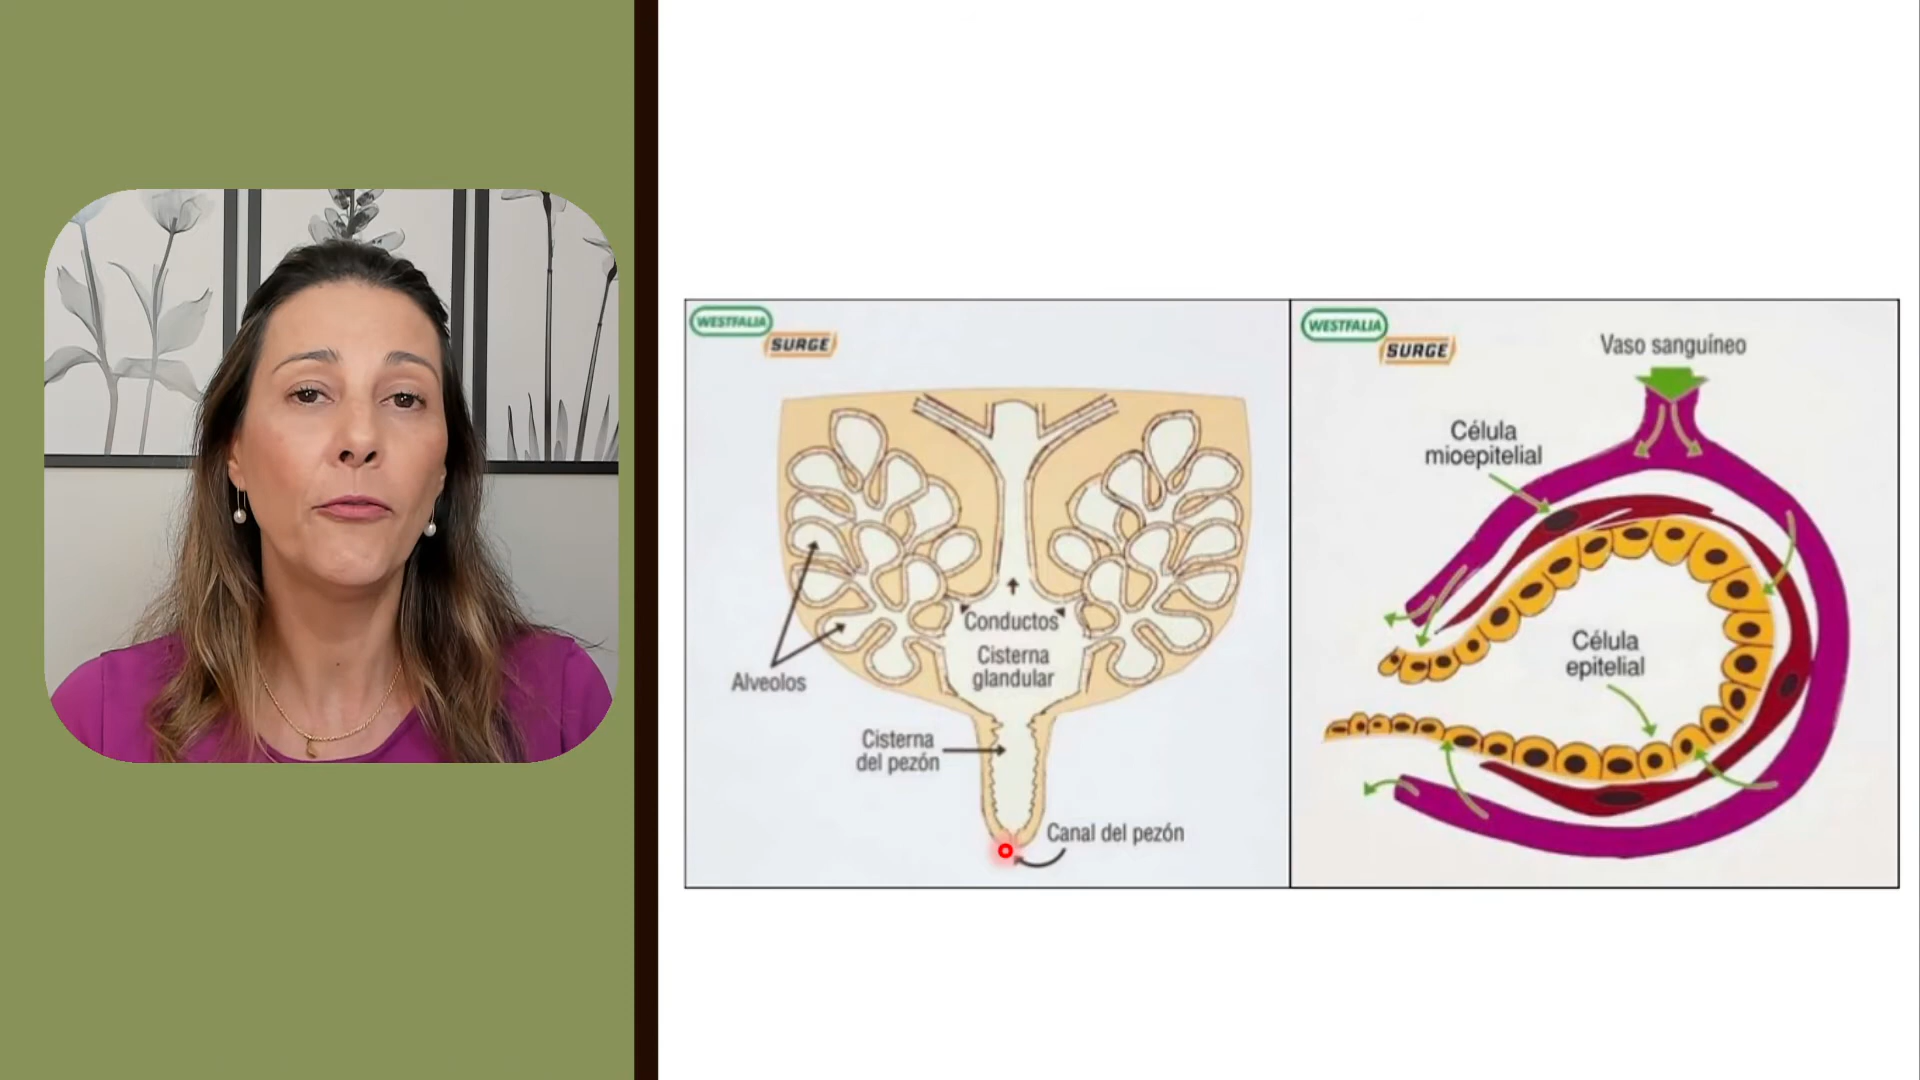 WESTFALIA
SURGE
Alveolos
Conductos
Cisterna
glandular
Cisterna
del pezón
Canal del pezón
WESTFALIA
SURGE
Vaso sanguíneo
Célula
mioepitelial
Célula
epitelial